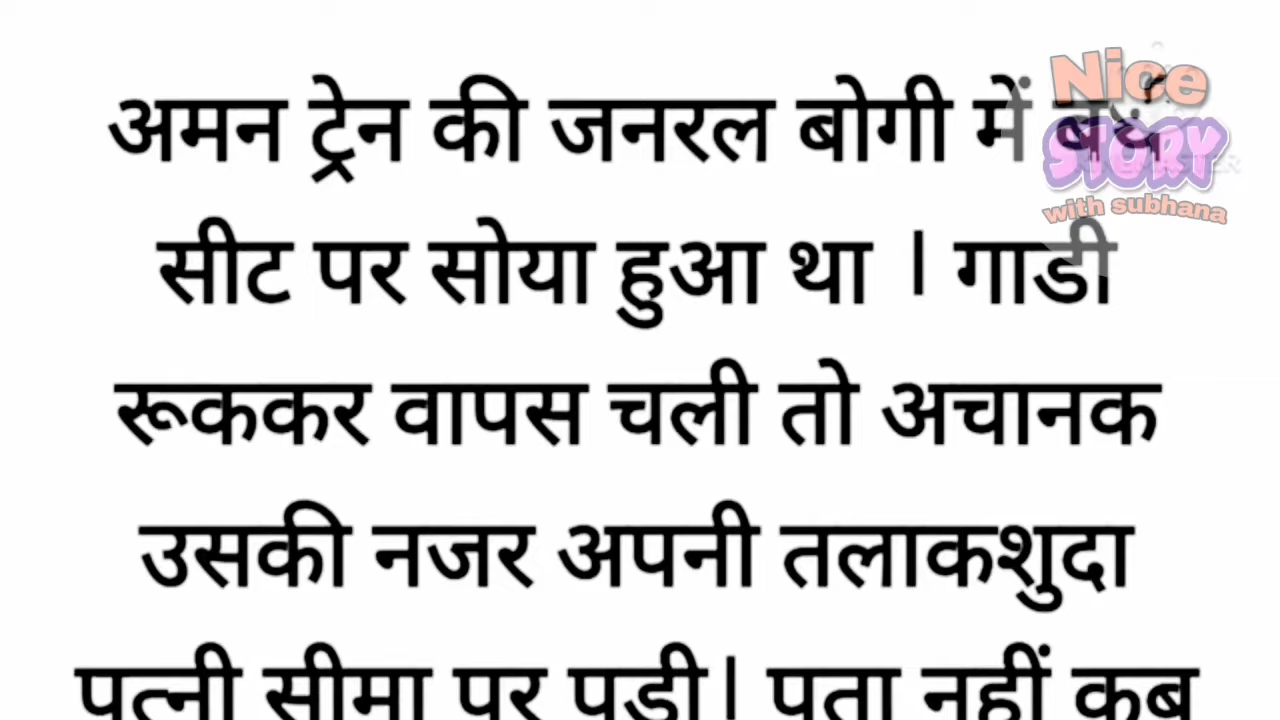 अमन ट्रेन की जनरल बोगी में
सीट पर सोया हुआ था । गाडी
रूककर वापस चली तो अचानक
उसकी नजर अपनी तलाकशुदा
पत्नी सीमा पर पडी। पता नहीं कब
Nice
STORY
with subhana